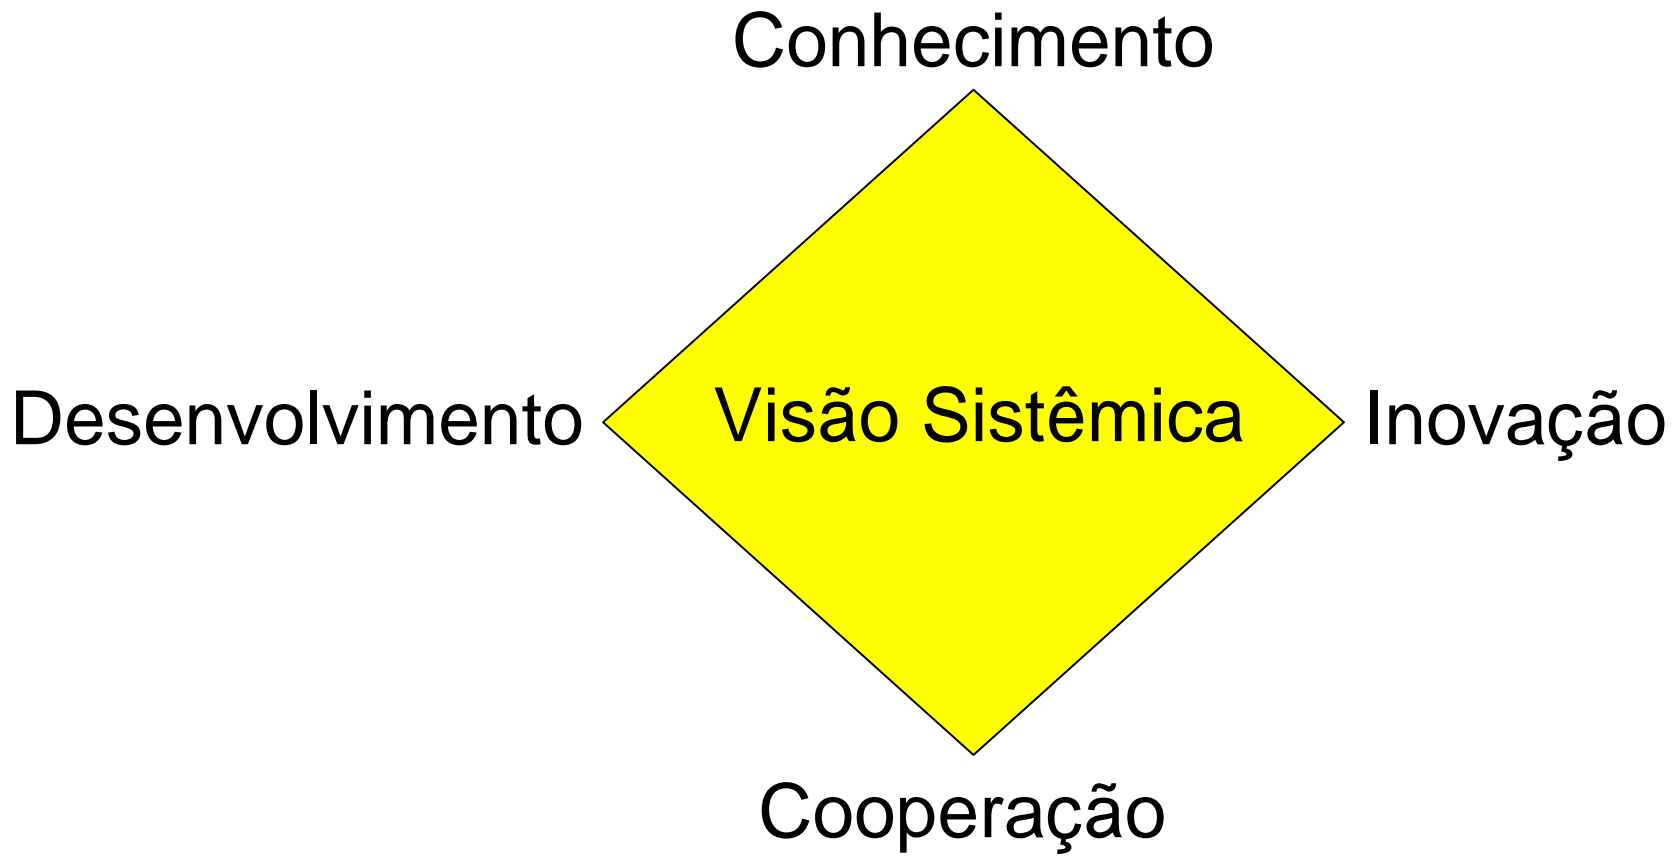 Conhecimento
Desenvolvimento
Visão Sistêmica
Inovação
Cooperação